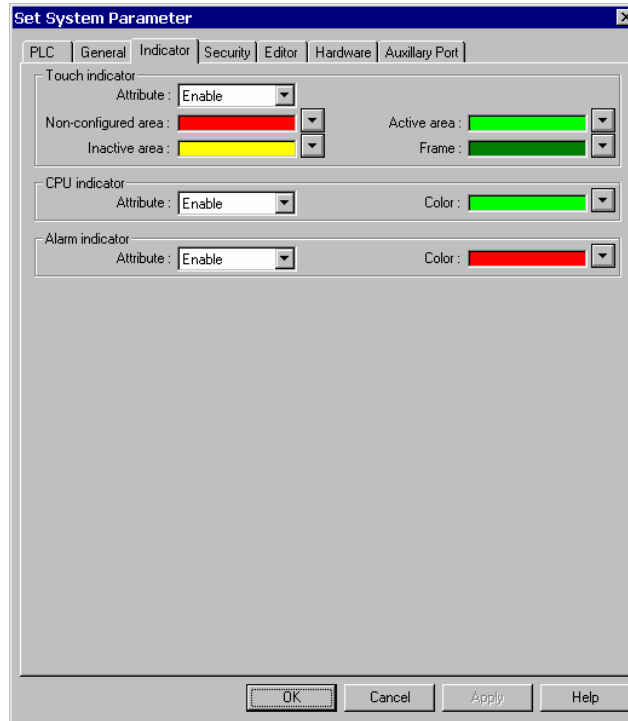 Set System Parameter
PLC General Indicator Security Editor Hardware Auxillary Port
Touch indicator
Attribute : Enable
Non-configured area : Active area :
Inactive area : Frame :
CPU indicator
Attribute : Enable Color :
Alarm indicator
Attribute : Enable Color :
OK Cancel Apply Help